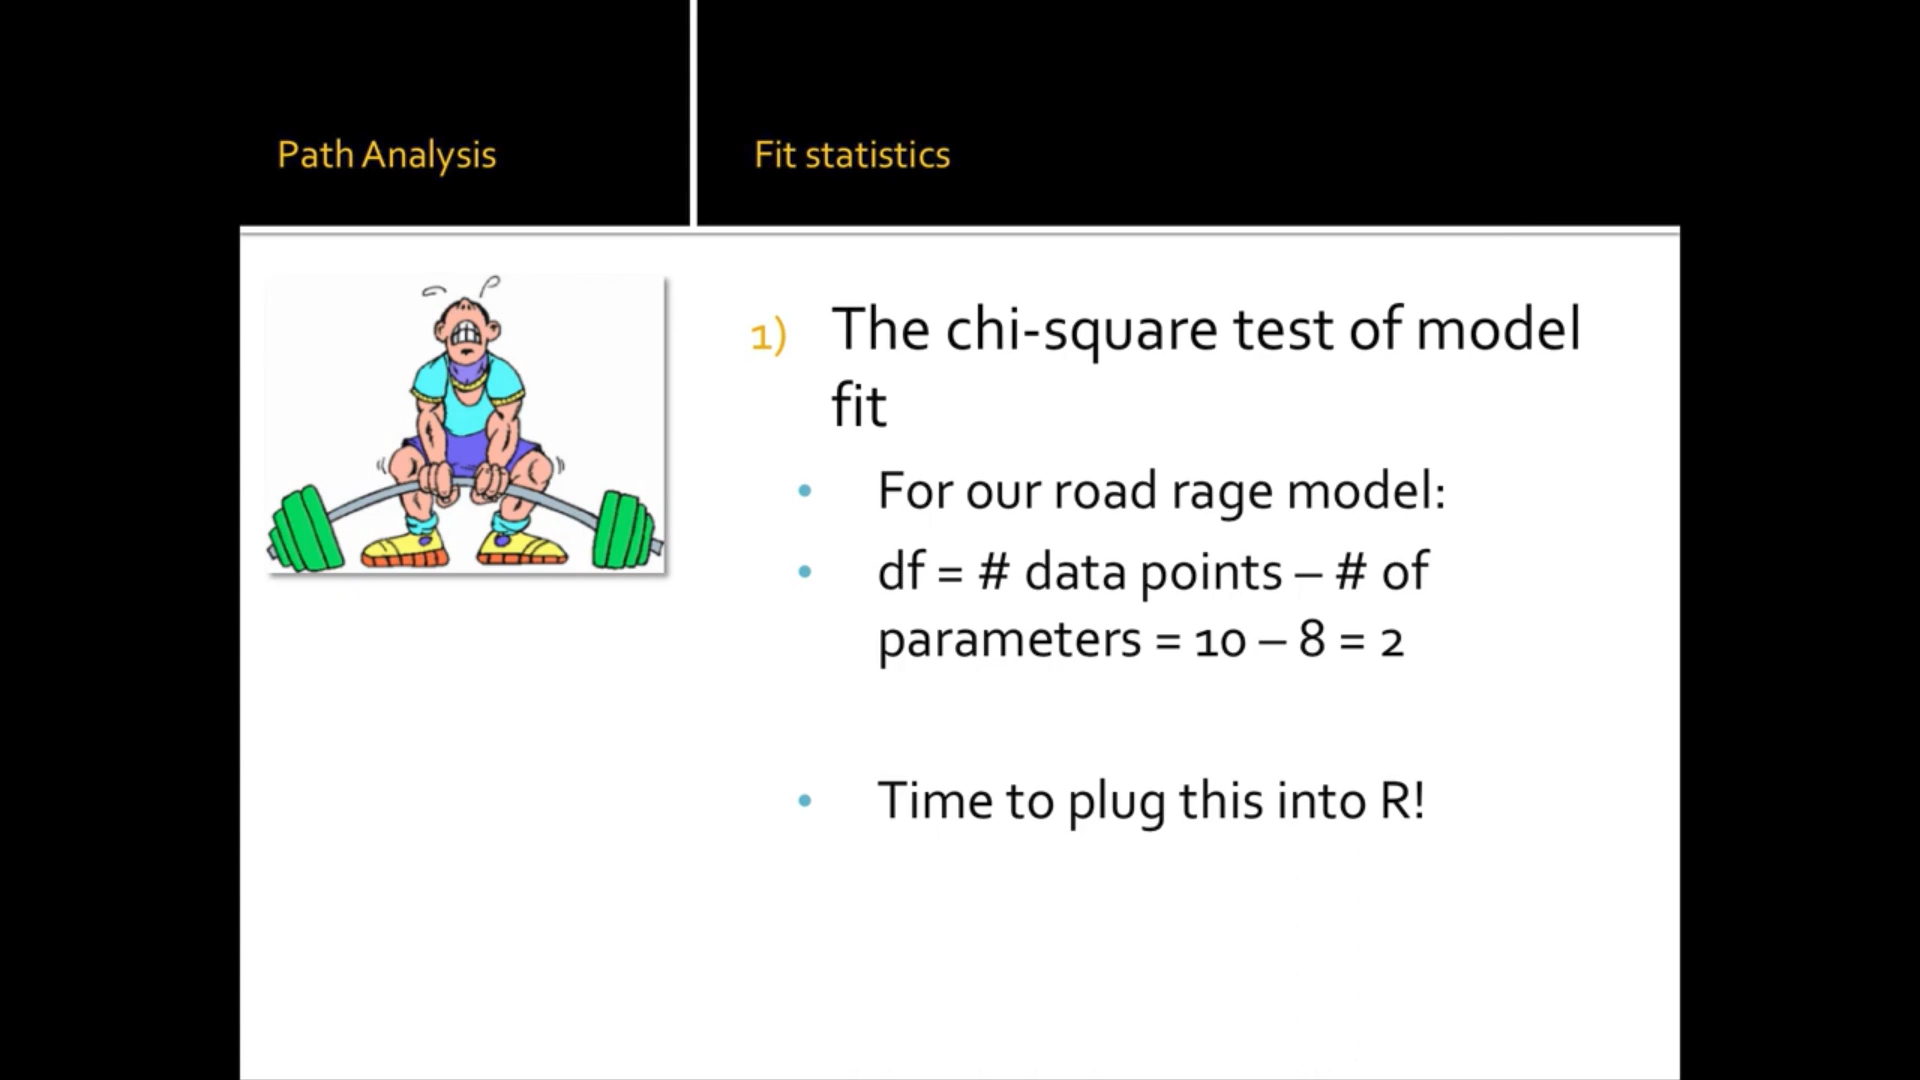 Path Analysis
Fit statistics
1) The chi-square test of model
fit
• For our road rage model:
• df = # data points – # of
parameters = 10 – 8 = 2
• Time to plug this into R!